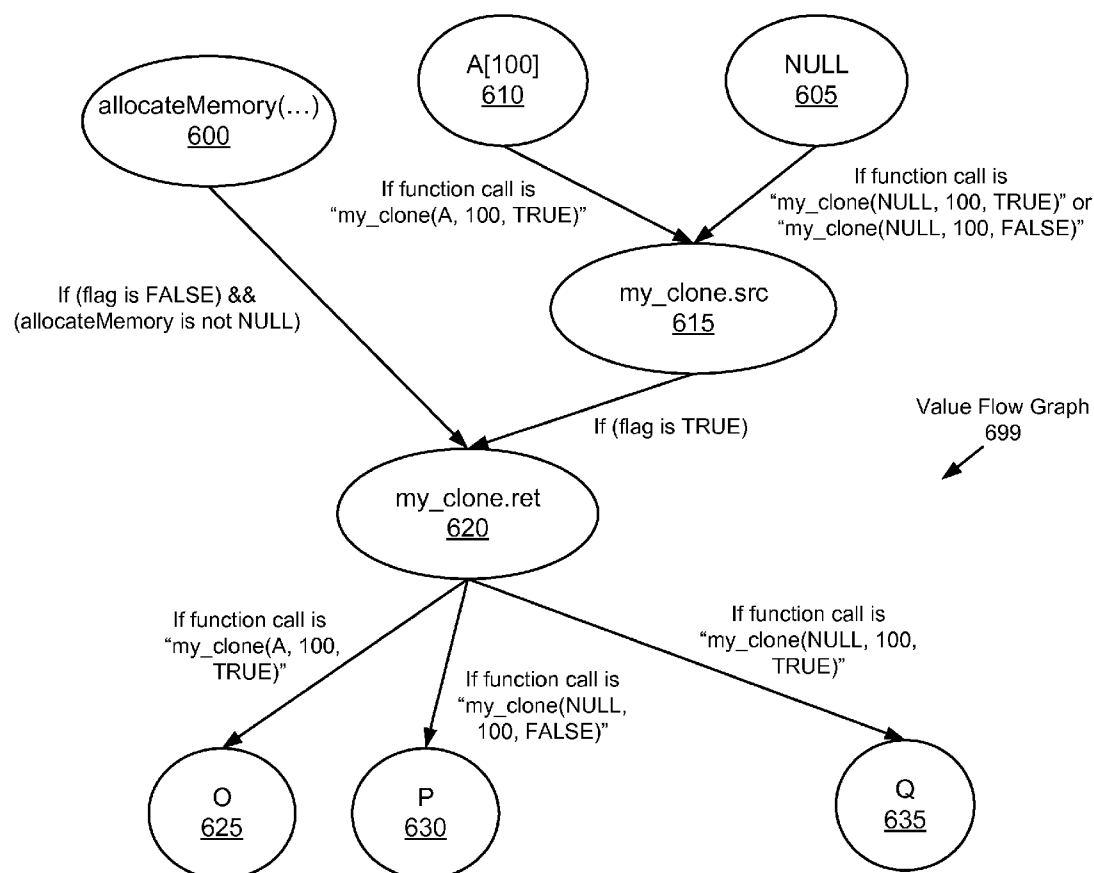 allocateMemory(…)
600
A[100]
610
NULL
605
If function call is
“my_clone(A, 100, TRUE)”
If function call is
“my_clone(NULL, 100, TRUE)” or
“my_clone(NULL, 100, FALSE)”
If (flag is FALSE) &&
(allocateMemory is not NULL)
my_clone.src
615
If (flag is TRUE)
Value Flow Graph
699
my_clone.ret
620
If function call is
“my_clone(A, 100,
TRUE)”
If function call is
“my_clone(NULL,
100, FALSE)”
If function call is
“my_clone(NULL, 100,
TRUE)”
O
625
P
630
Q
635